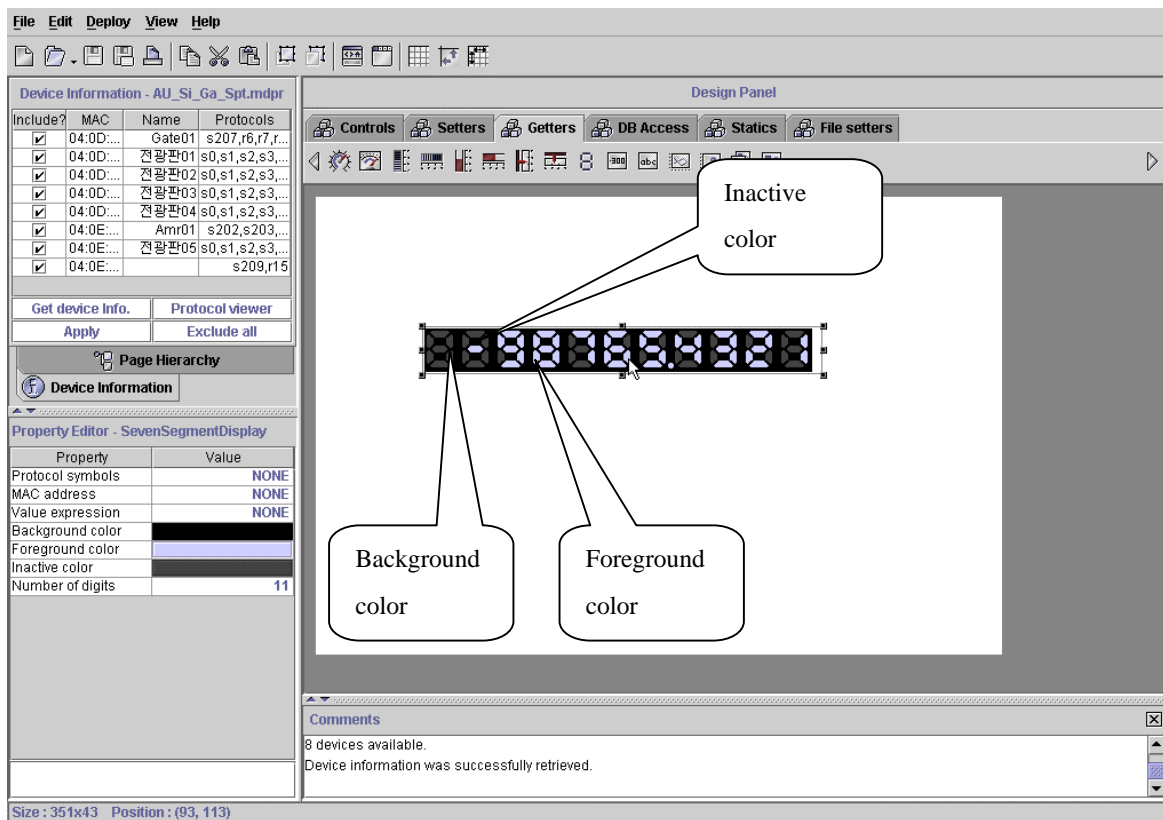 File Edit Deploy View Help
Device Information - AU_Si_Ga_Spt.mdpr
Include? MAC Name Protocols
04:0D:... Gate01 s207,r6,r7,r...
04:0D:... 전광판01 s0,s1,s2,s3,...
04:0D:... 전광판02 s0,s1,s2,s3,...
04:0D:... 전광판03 s0,s1,s2,s3,...
04:0D:... 전광판04 s0,s1,s2,s3,...
04:0E:... Amr01 s202,s203,...
04:0E:... 전광판05 s0,s1,s2,s3,...
04:0E:... s209,r15
Get device Info. Protocol viewer
Apply Exclude all
Page Hierarchy
Device Information
Property Editor - SevenSegmentDisplay
Property Value
Protocol symbols NONE
MAC address NONE
Value expression NONE
Background color
Foreground color
Inactive color
Number of digits 11
Design Panel
Controls Setters Getters DB Access Statics File setters
abc
Inactive
color
-98765.4321
Background
color
Foreground
color
Comments
8 devices available.
Device information was successfully retrieved.
Size : 351x43 Position : (93, 113)